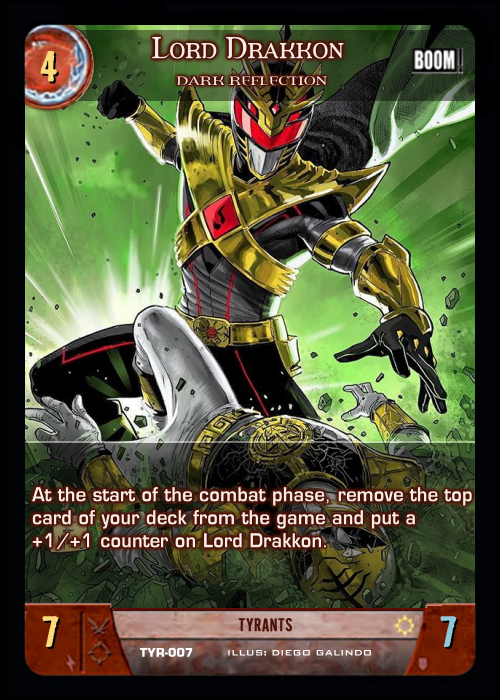 4
Lord Drakkon
BOOM!
Dark Reflection
At the start of the combat phase, remove the top
card of your deck from the game and put a
+1/+1 counter on Lord Drakkon.
7
TYRANTS
7
TYR-007 ILLUS: DIEGO GALINDO